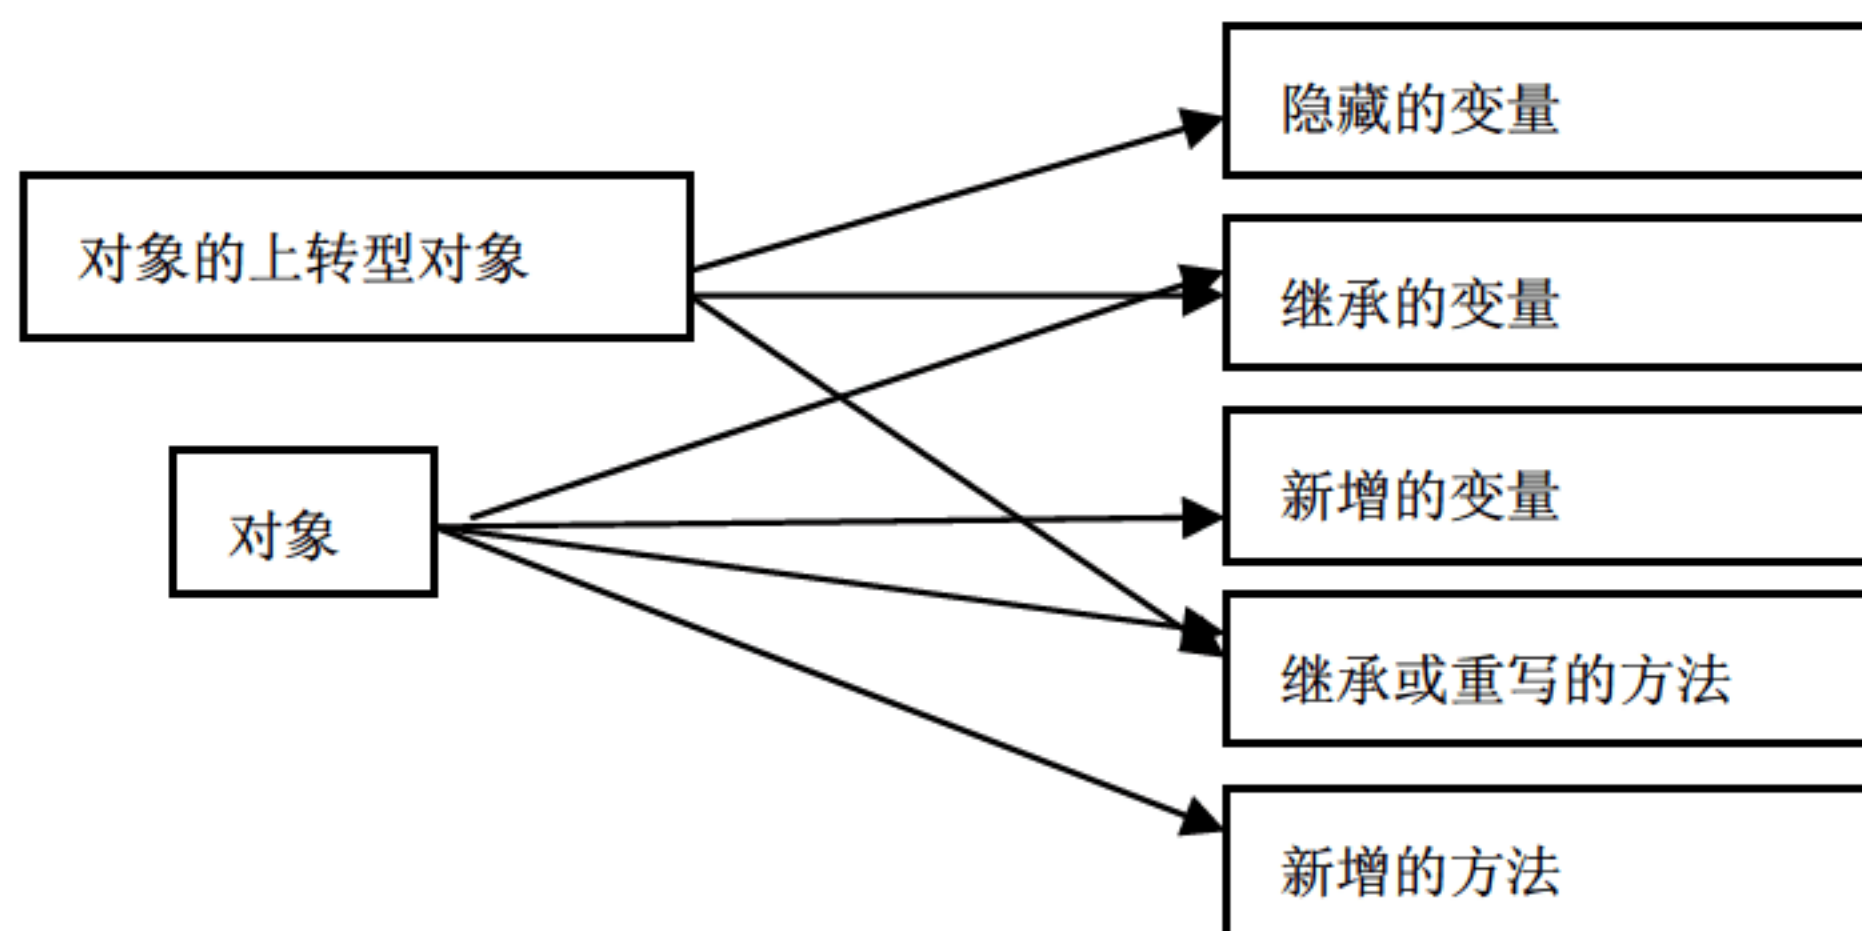 隐藏的变量
对象的上转型对象
继承的变量
新增的变量
对象
继承或重写的方法
新增的方法